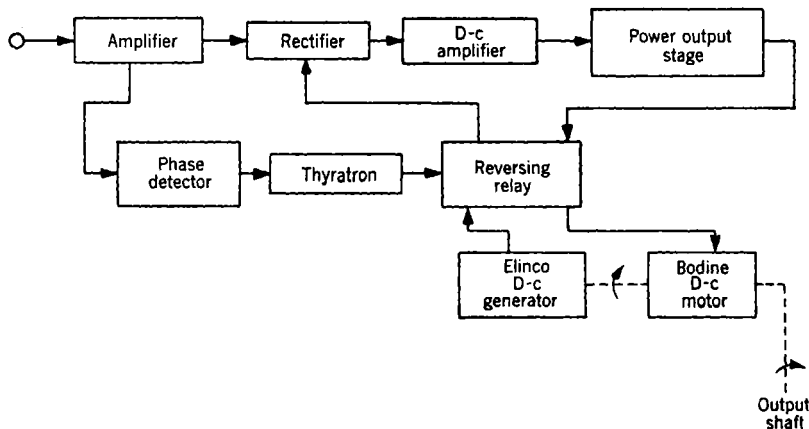 Amplifier
Rectifier
D-c
amplifier
Power output
stage
Phase
detector
Thyratron
Reversing
relay
Elinco
D-c
generator
Bodine
D-c
motor
Output
shaft